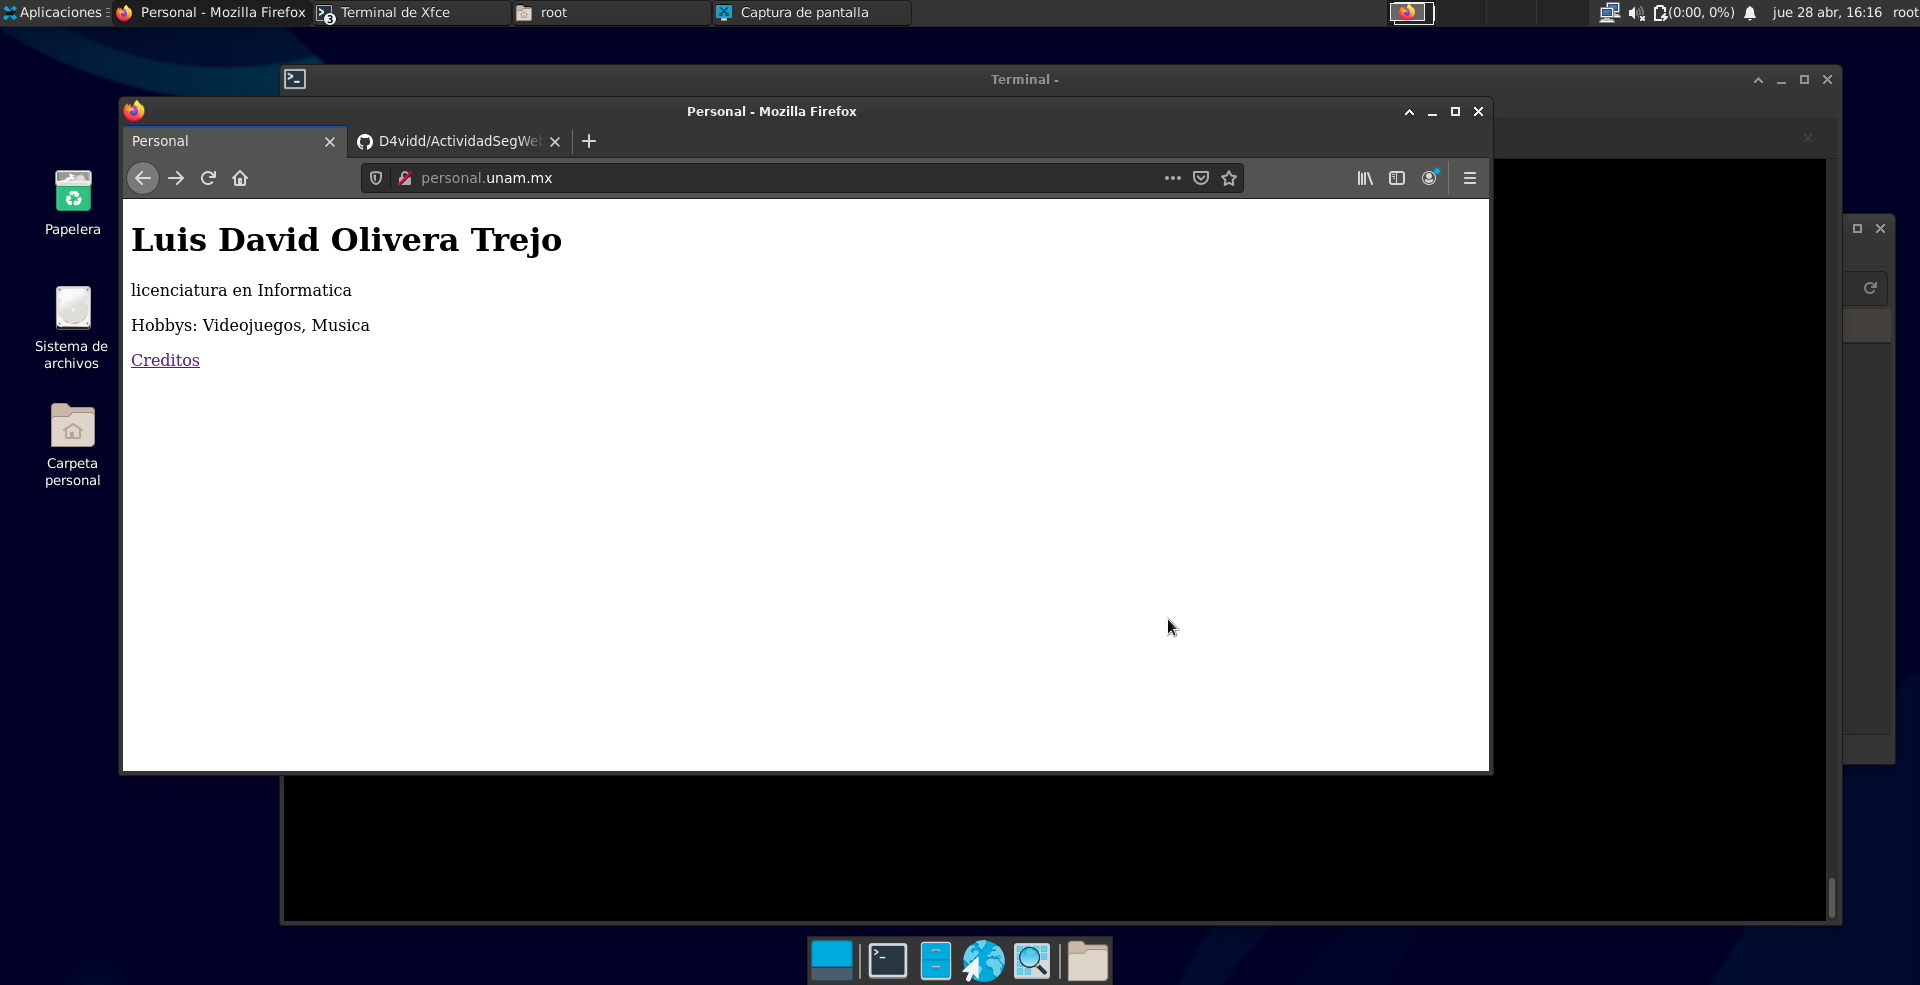 Aplicaciones
Personal - Mozilla Firefox
3
Terminal de Xfce
root
Captura de pantalla
(0:00, 0%)
jue 28 abr, 16:16
root
Terminal -
Personal - Mozilla Firefox
Personal
D4vidd/ActividadSegWeb
personal.unam.mx
Luis David Olivera Trejo
licenciatura en Informatica
Hobbys: Videojuegos, Musica
Creditos
Papelera
Sistema de
archivos
Carpeta
personal